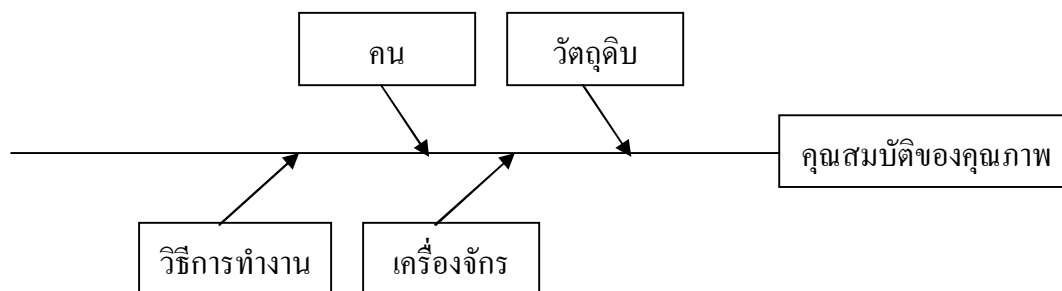 คน
วัตถุดิบ
คุณสมบัติของคุณภาพ
วิธีการทำงาน
เครื่องจักร